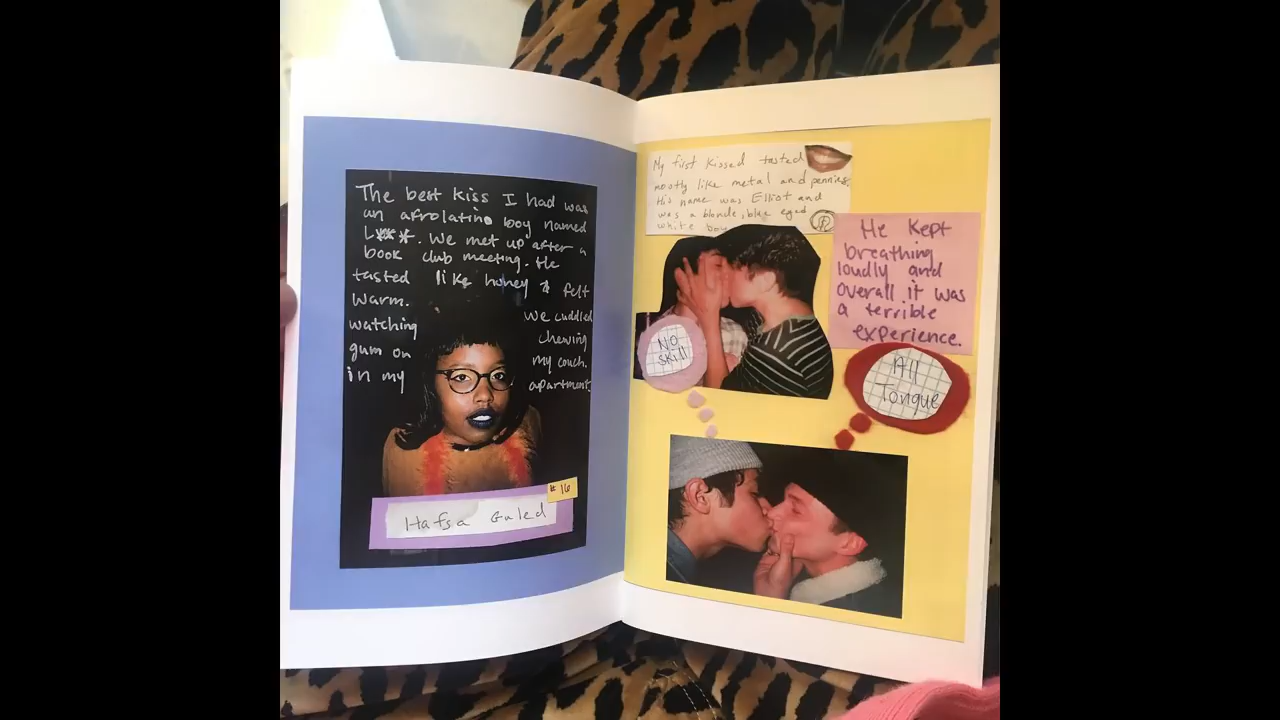 The best kiss I had was
an afrolatino boy named
L***. We met up after a
book club meeting. He
tasted like honey & felt
warm. We cuddled
watching chewing
gum on my couch.
in my apartment.
#16
Hafsa Guled
My first kissed tasted
mostly like metal and pennies.
His name was Elliot and
was a blonde, blue eyed
white boy
He kept
breathing
loudly and
overall it was
a terrible
experience.
NO
SKill
All
Tongue